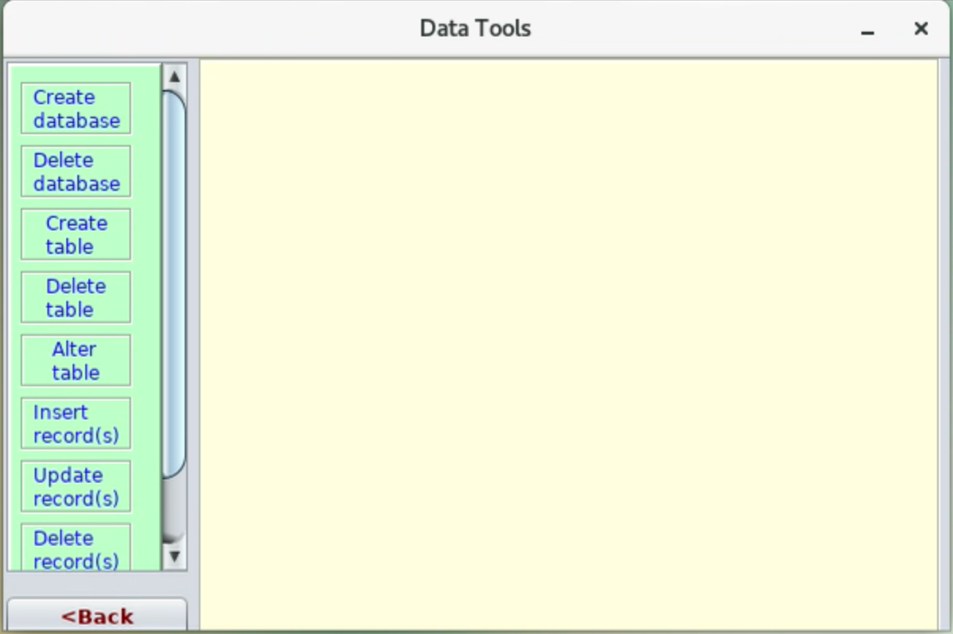 Data Tools
Create
database
Delete
database
Create
table
Delete
table
Alter
table
Insert
record(s)
Update
record(s)
Delete
record(s)
<Back